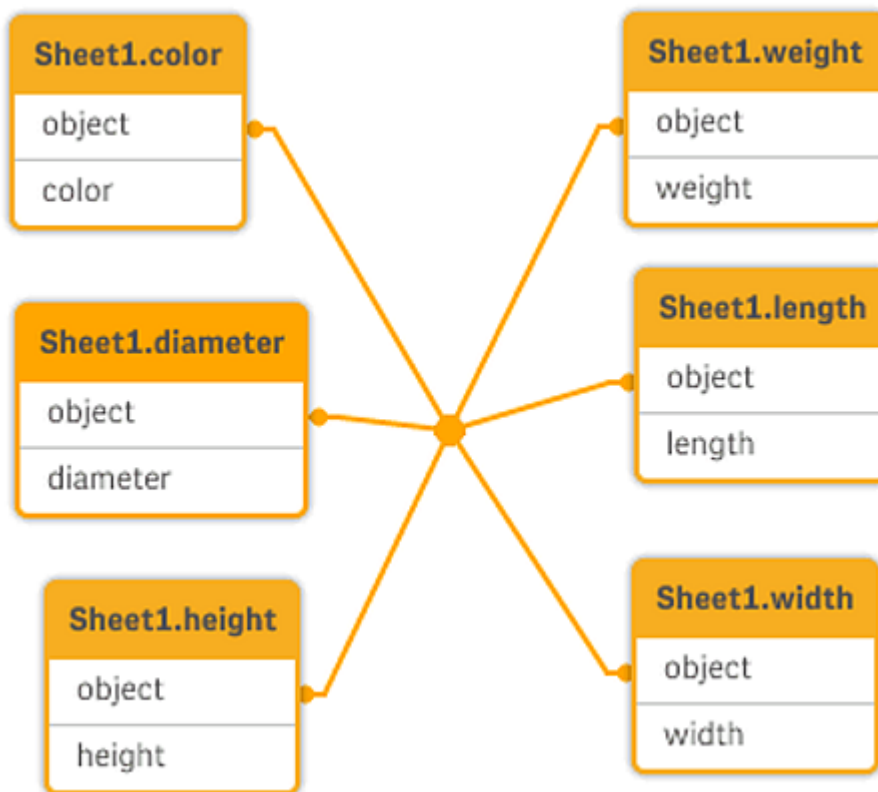 Sheet1.color
object
color
Sheet1.diameter
object
diameter
Sheet1.height
object
height
Sheet1.weight
object
weight
Sheet1.length
object
length
Sheet1.width
object
width